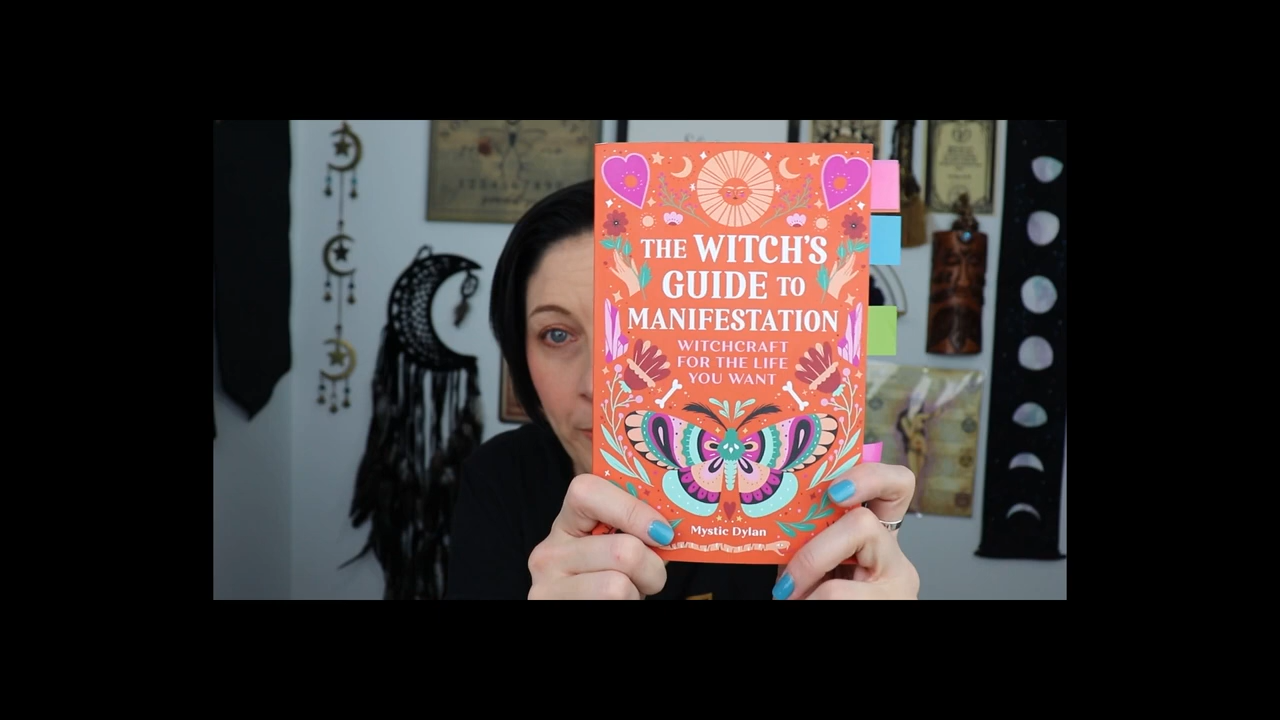 THE WITCH'S
GUIDE TO
MANIFESTATION
WITCHCRAFT
FOR THE LIFE
YOU WANT
Mystic Dylan